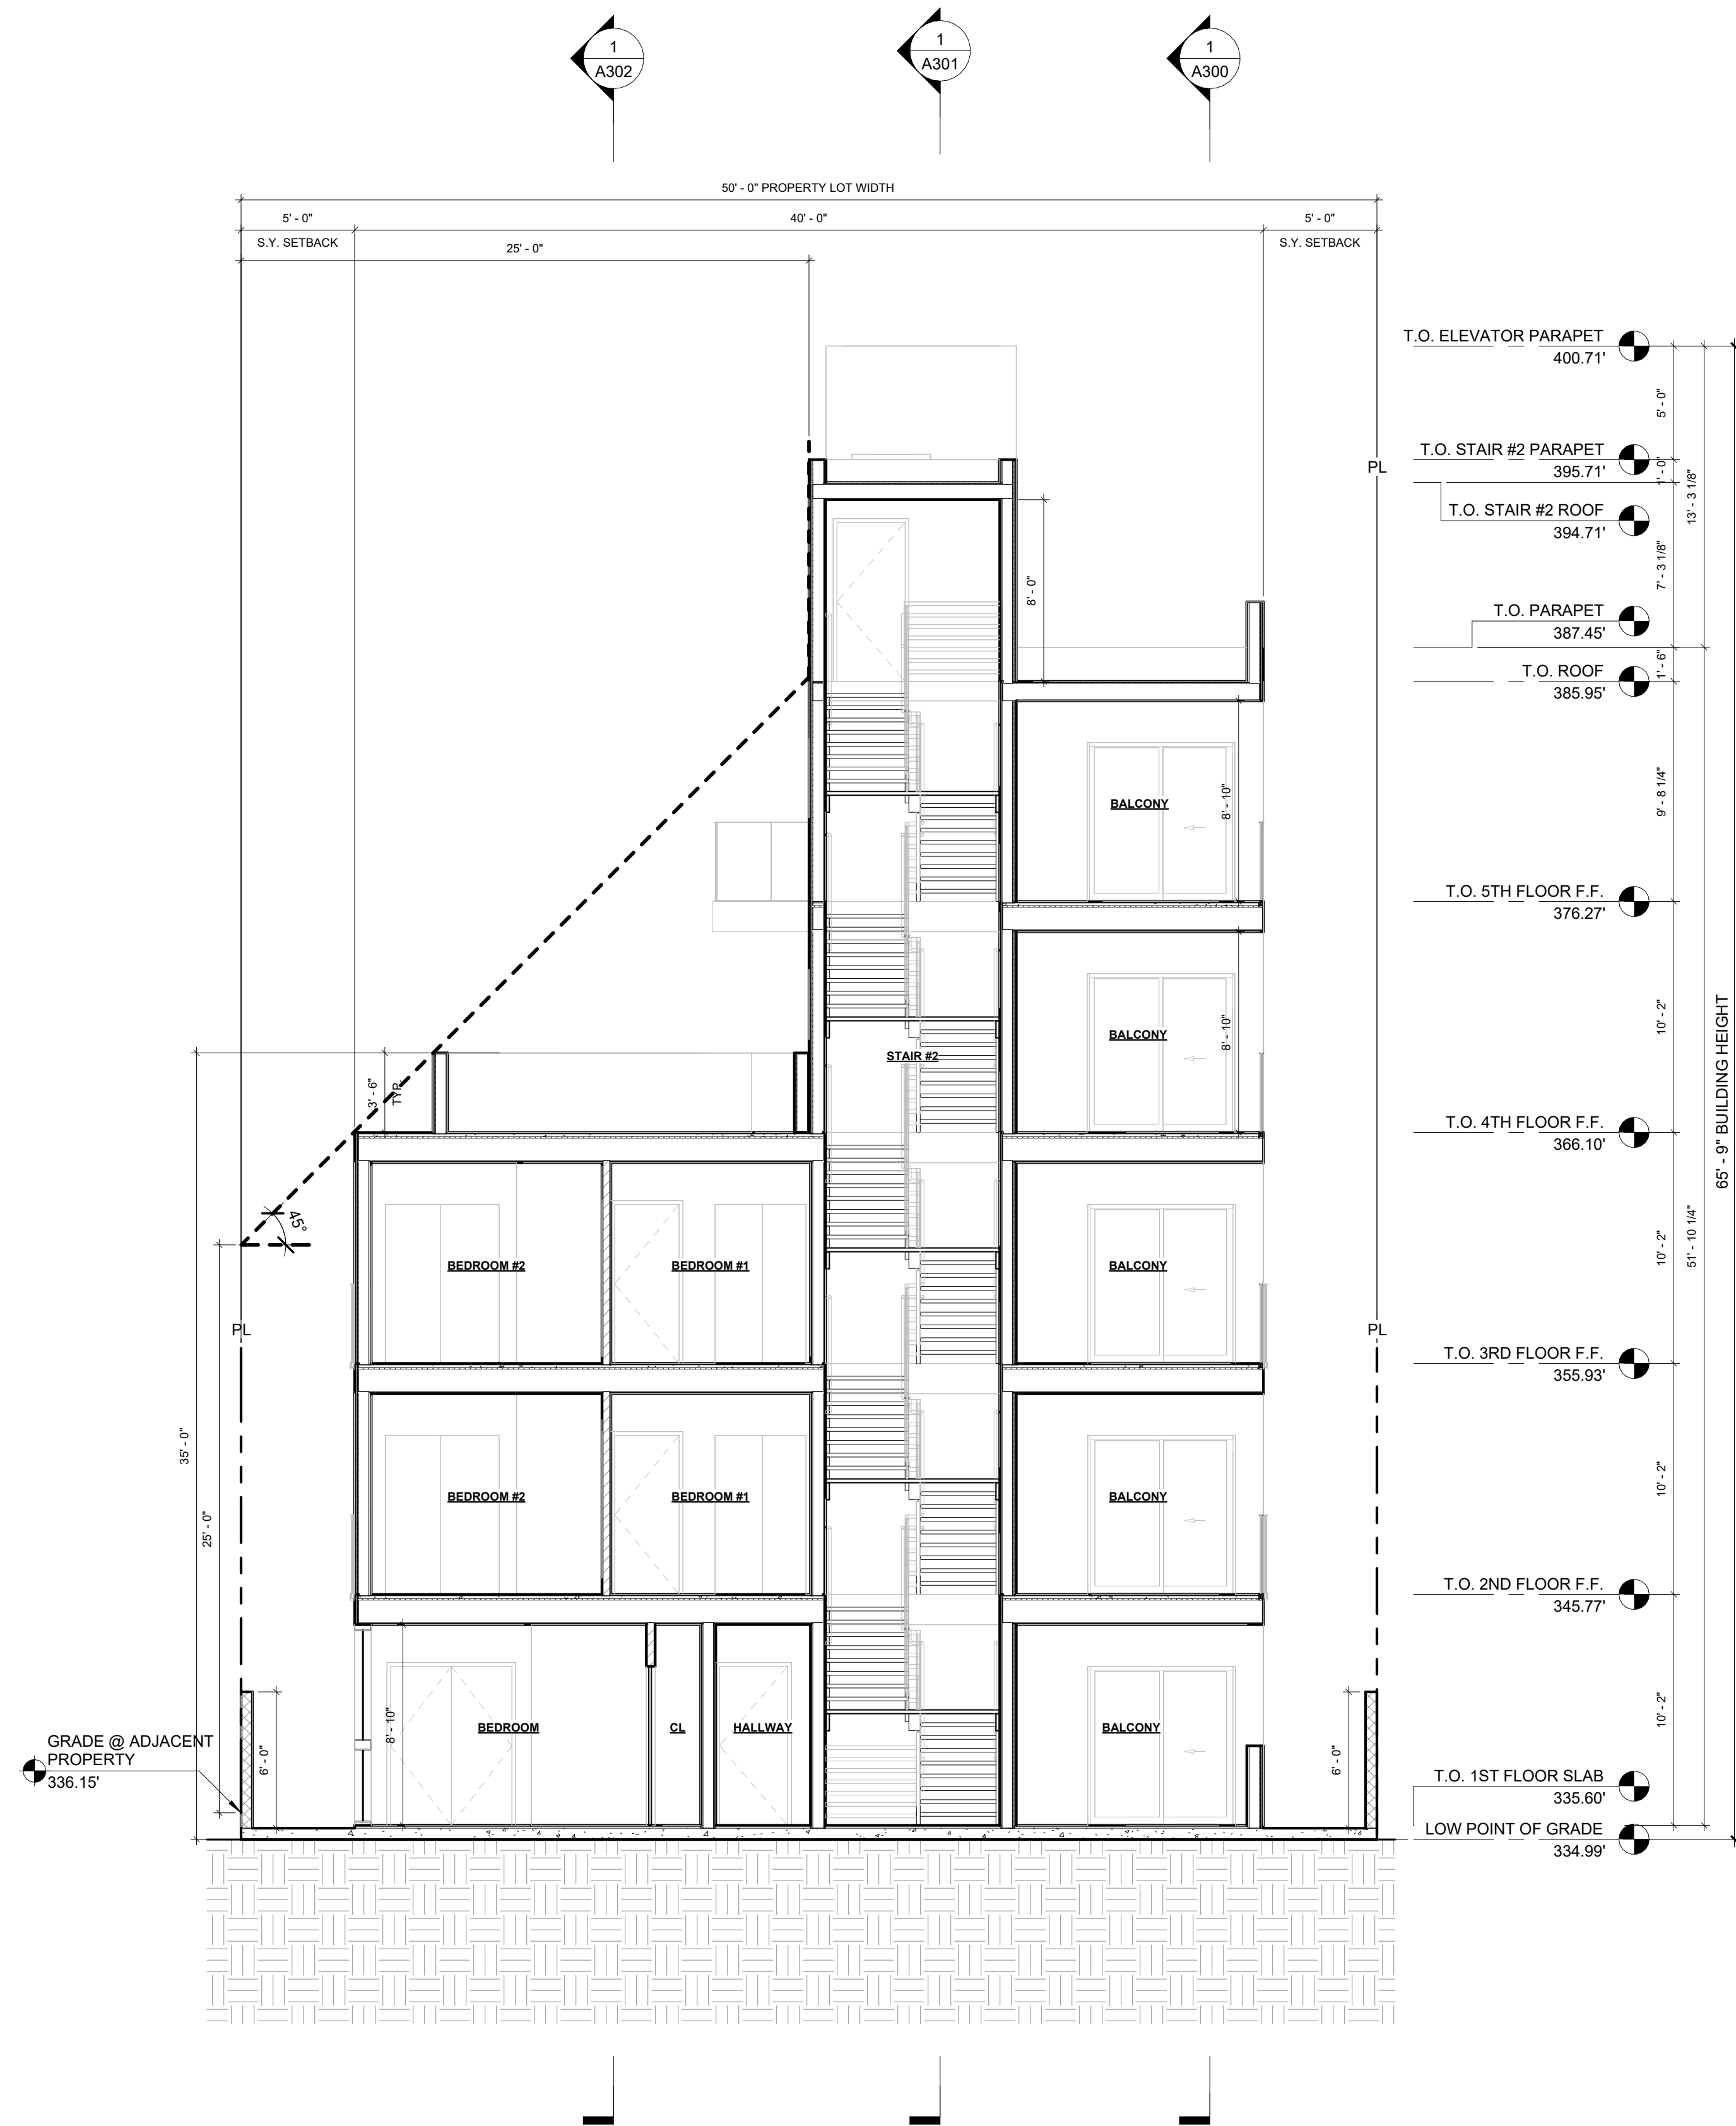 1
A302
1
A301
1
A300
50' - 0" PROPERTY LOT WIDTH
5' - 0"
40' - 0"
5' - 0"
S.Y. SETBACK
S.Y. SETBACK
25' - 0"
T.O. ELEVATOR PARAPET
400.71'
5' - 0"
T.O. STAIR #2 PARAPET
395.71'
1' - 0"
PL
13' - 3 1/8"
T.O. STAIR #2 ROOF
394.71'
7' - 3 1/8"
8' - 0"
T.O. PARAPET
387.45'
1' - 6"
T.O. ROOF
385.95'
9' - 8 1/4"
BALCONY
8' - 10"
T.O. 5TH FLOOR F.F.
376.27'
10' - 2"
BALCONY
8' - 10"
STAIR #2
3' - 6"
TYP.
65' - 9" BUILDING HEIGHT
T.O. 4TH FLOOR F.F.
366.10'
45°
10' - 2"
51' - 10 1/4"
BEDROOM #2
BEDROOM #1
BALCONY
PL
PL
T.O. 3RD FLOOR F.F.
355.93'
35' - 0"
10' - 2"
BEDROOM #2
BEDROOM #1
BALCONY
25' - 0"
T.O. 2ND FLOOR F.F.
345.77'
10' - 2"
8' - 10"
BEDROOM
CL
HALLWAY
BALCONY
GRADE @ ADJACENT
PROPERTY
336.15'
6' - 0"
6' - 0"
T.O. 1ST FLOOR SLAB
335.60'
LOW POINT OF GRADE
334.99'